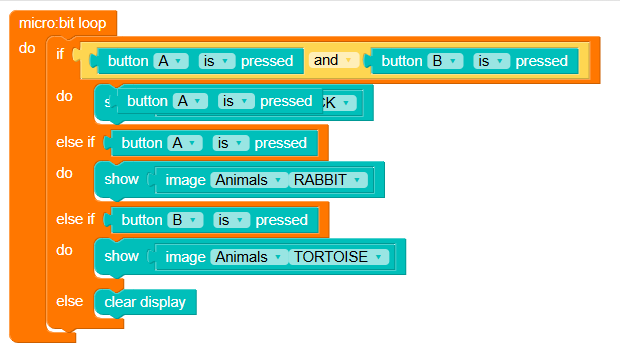 micro:bit loop
do if button A is pressed and button B is pressed
do button A is pressed CK
else if button A is pressed
do show image Animals RABBIT
else if button B is pressed
do show image Animals TORTOISE
else clear display